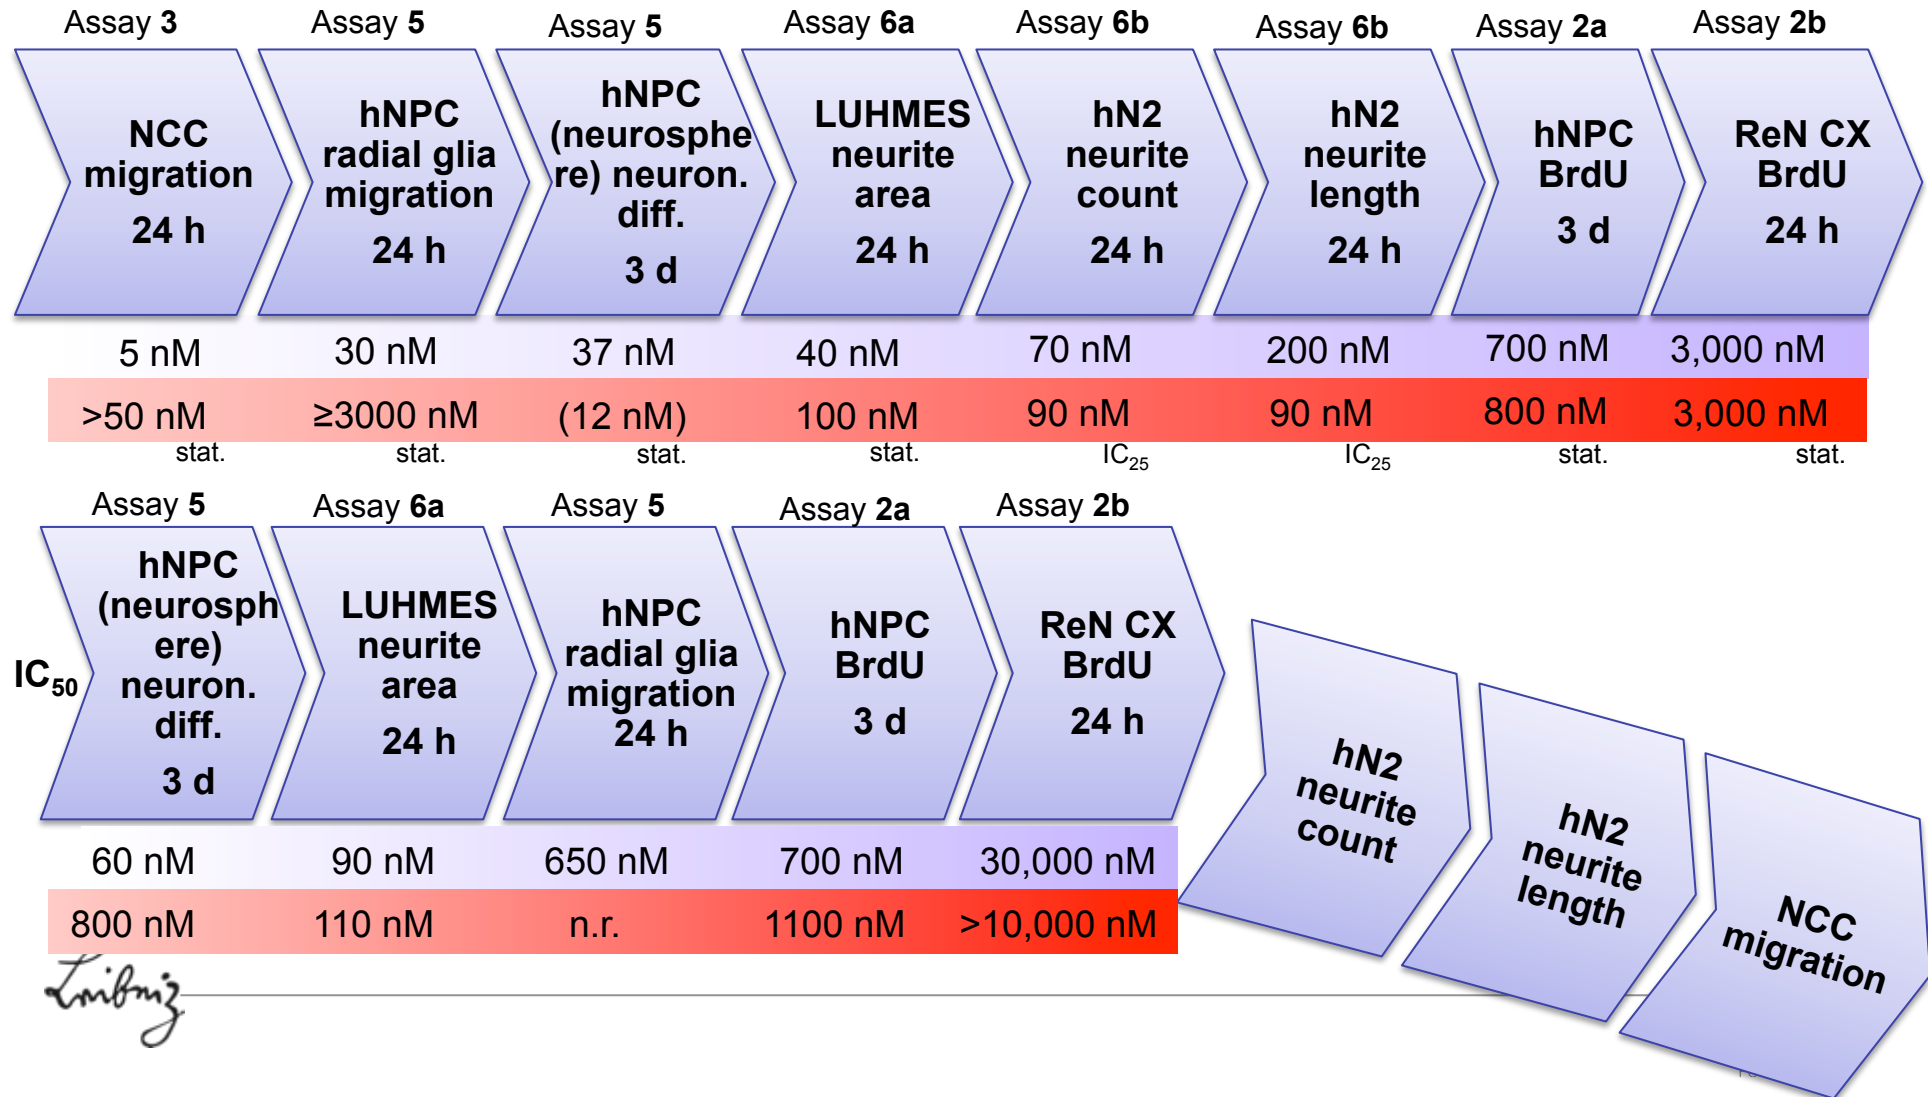 Assay 3
Assay 5
Assay 5
Assay 6a
Assay 6b
Assay 6b
Assay 2a
Assay 2b
NCC
migration
24 h
hNPC
radial glia
migration
24 h
hNPC
(neurosphe
re) neuron.
diff.
3 d
LUHMES
neurite
area
24 h
hN2
neurite
count
24 h
hN2
neurite
length
24 h
hNPC
BrdU
3 d
ReN CX
BrdU
24 h
5 nM 30 nM 37 nM 40 nM 70 nM 200 nM 700 nM 3,000 nM
>50 nM ≥3000 nM (12 nM) 100 nM 90 nM 90 nM 800 nM 3,000 nM
stat. stat. stat. stat. IC25 IC25 stat. stat.
Assay 5
Assay 6a
Assay 5
Assay 2a
Assay 2b
IC50
hNPC
(neurosph
ere)
neuron.
diff.
3 d
LUHMES
neurite
area
24 h
hNPC
radial glia
migration
24 h
hNPC
BrdU
3 d
ReN CX
BrdU
24 h
hN2
neurite
count
hN2
neurite
length
NCC
migration
60 nM 90 nM 650 nM 700 nM 30,000 nM
800 nM 110 nM n.r. 1100 nM >10,000 nM
Leibniz